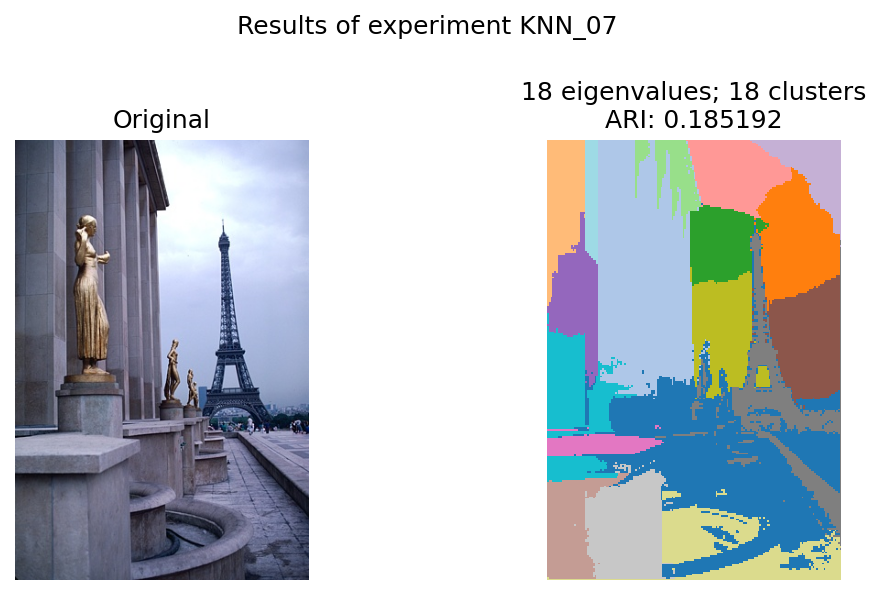 Results of experiment KNN_07
Original
18 eigenvalues; 18 clusters
ARI: 0.185192